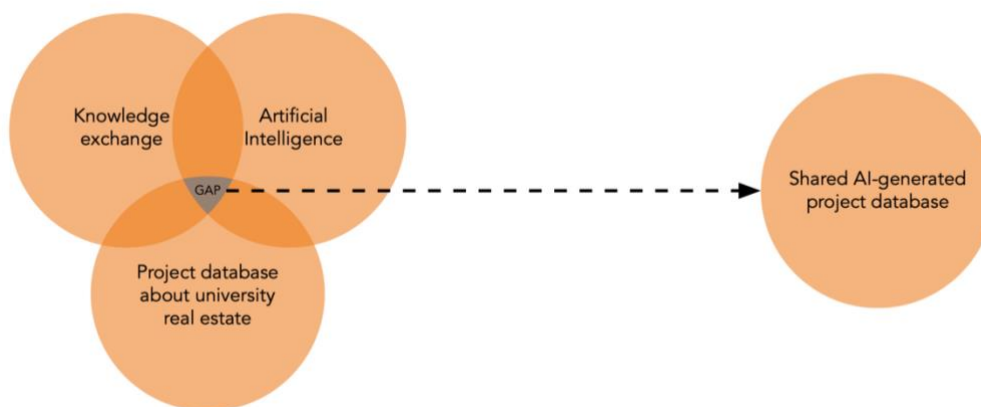 Knowledge
exchange
Artificial
Intelligence
GAP
Project database
about university
real estate
Shared AI-generated
project database